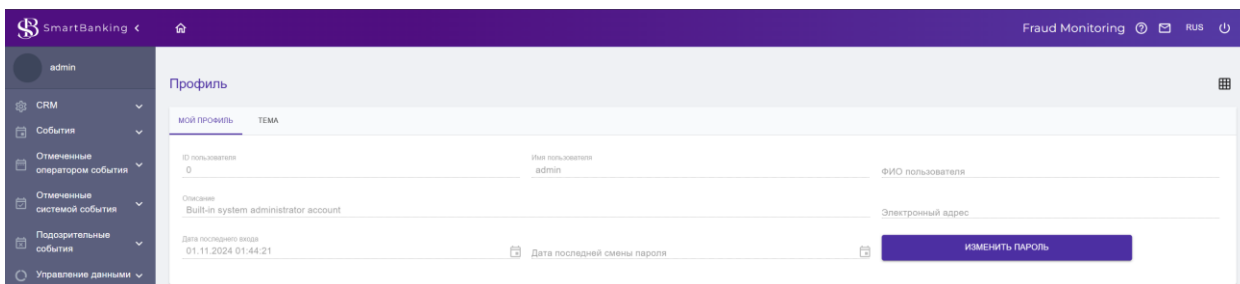 SmartBanking <
Fraud Monitoring RUS
admin
CRM
События
Отмеченные
оператором события
Отмеченные
системой события
Подозрительные
события
Управление данными
Профиль
МОЙ ПРОФИЛЬ ТЕМА
ID пользователя
0
Имя пользователя
admin
ФИО пользователя
Описание
Built-in system administrator account
Электронный адрес
Дата последнего входа
01.11.2024 01:44:21
Дата последней смены пароля
ИЗМЕНИТЬ ПАРОЛЬ